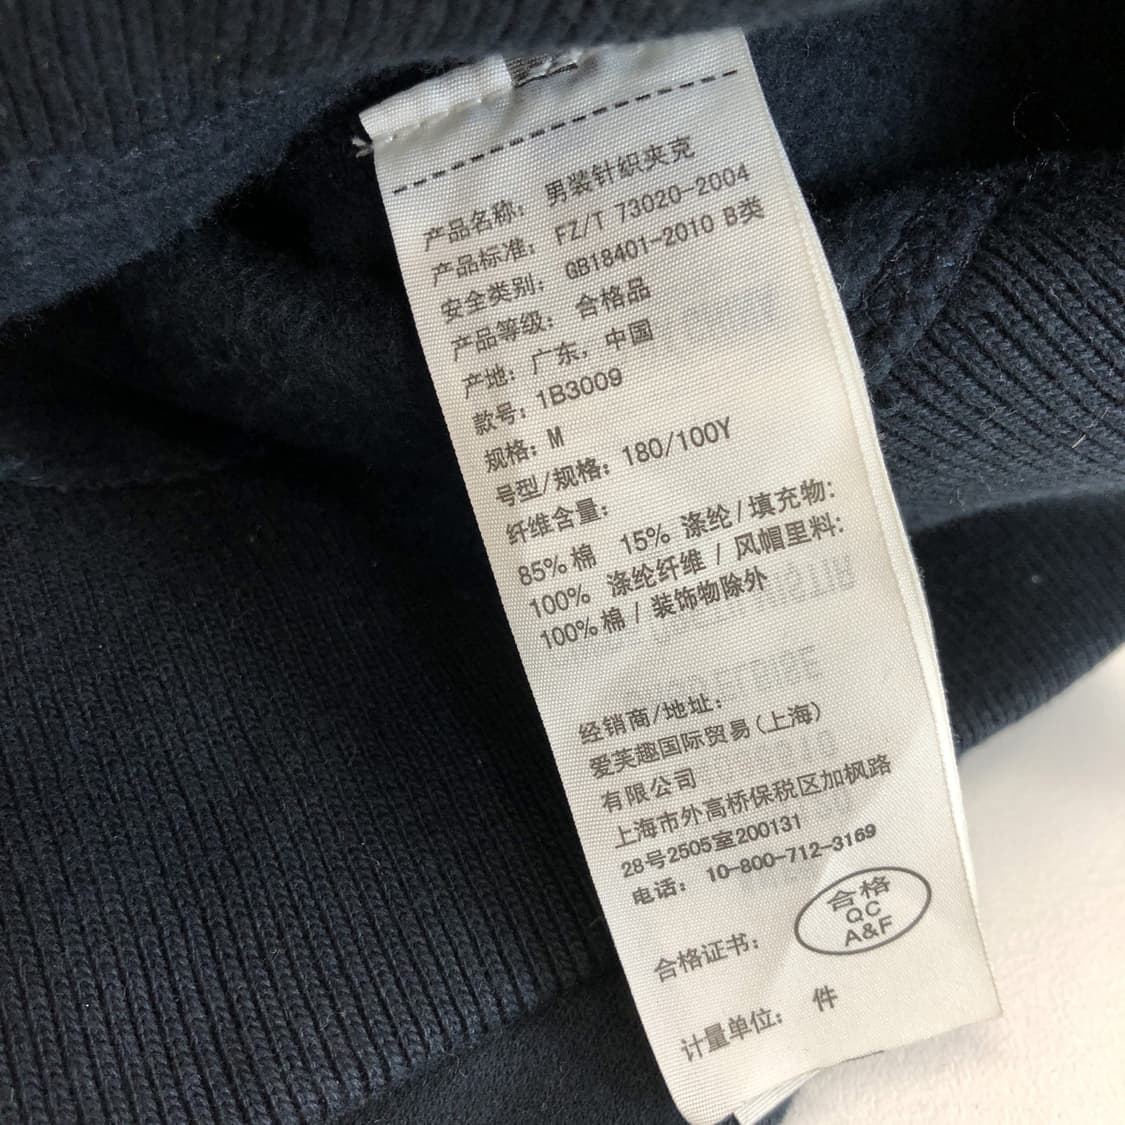 产品名称: 男装针织夹克
产品标准: FZ/T 73020-2004
安全类别: GB18401-2010 B类
产品等级: 合格品
产地: 广东, 中国
款号: 1B3009
规格: M
号型/规格: 180/100Y
纤维含量:
85%棉 15% 涤纶/填充物:
100% 涤纶纤维 / 风帽里料:
100%棉 / 装饰物除外
经销商/地址:
爱芙趣国际贸易(上海)
有限公司
上海市外高桥保税区加枫路
28号2505室200131
电话: 10-800-712-3169
合格证书:
合格
QC
A&F
计量单位: 件